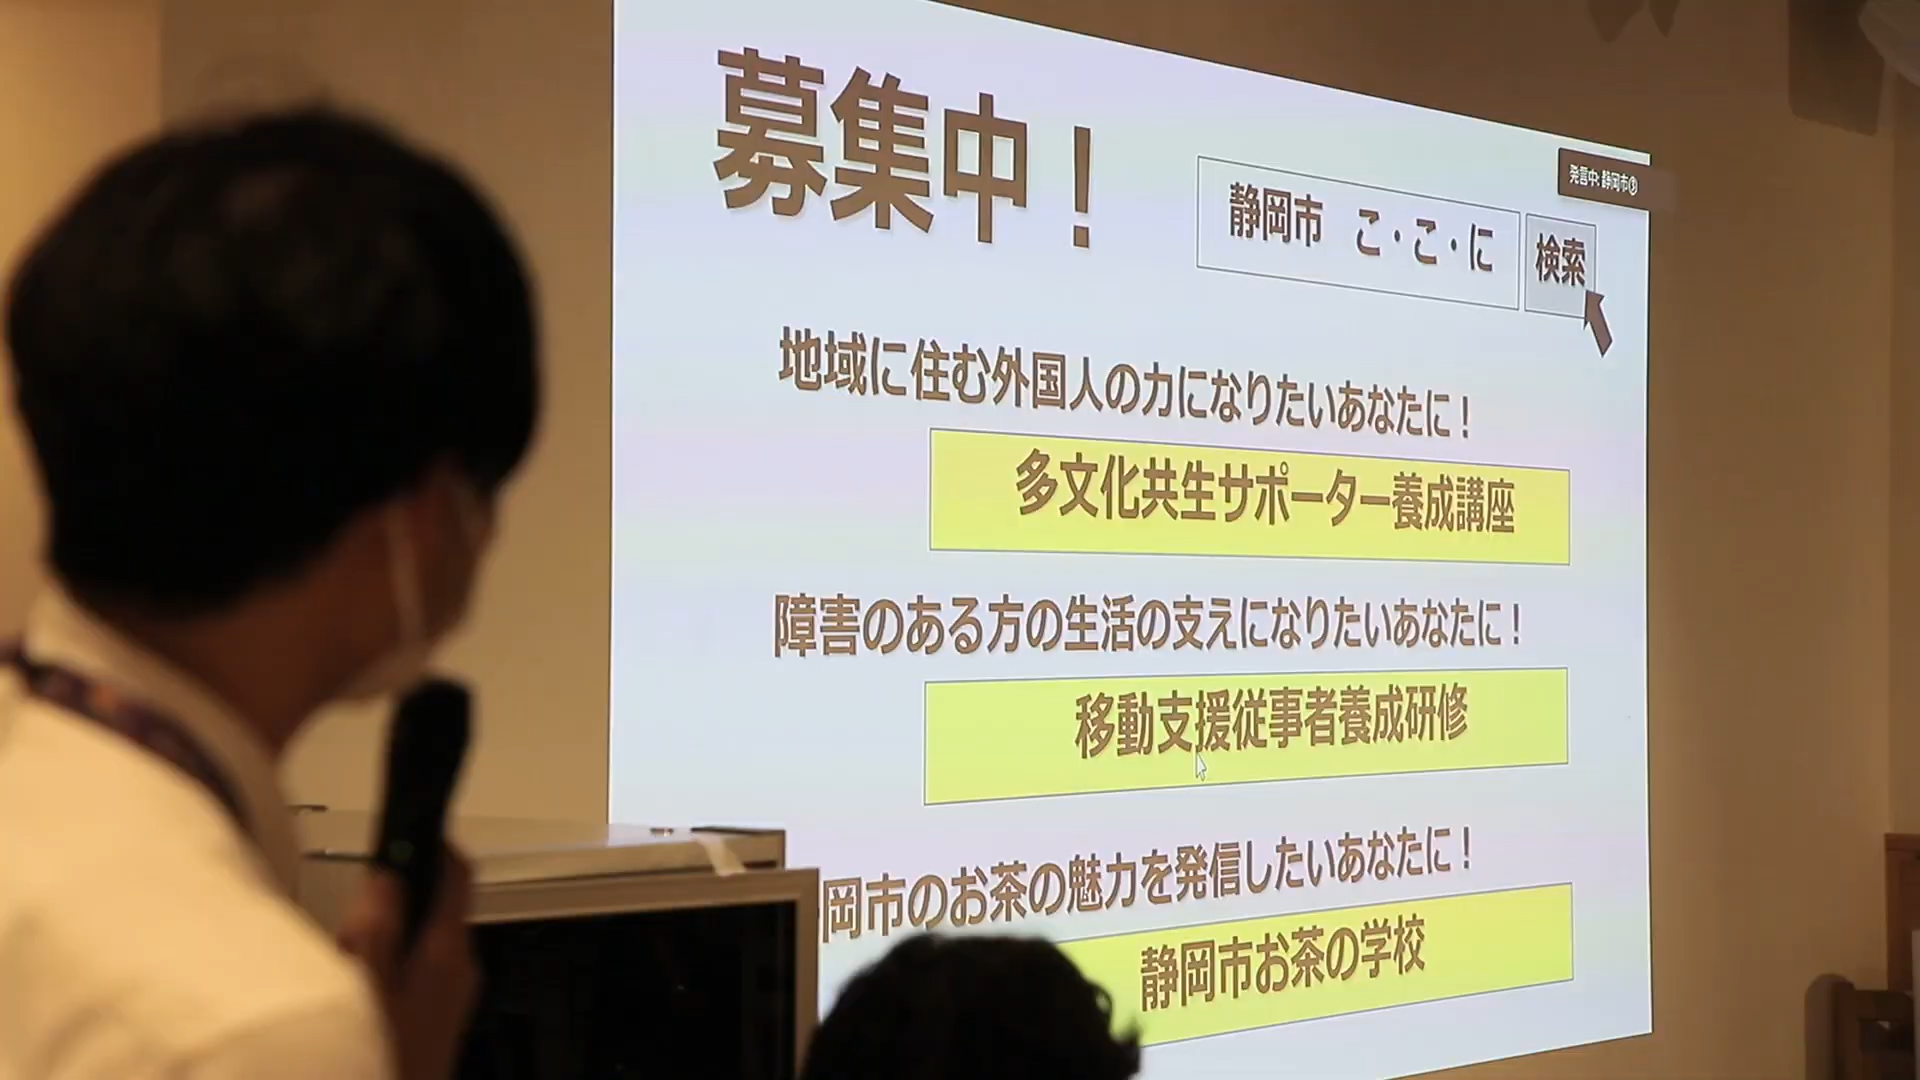 募集中！
発言中: 静岡市③
静岡市 こ・こ・に
検索
地域に住む外国人の力になりたいあなたに！
多文化共生サポーター養成講座
障害のある方の生活の支えになりたいあなたに！
移動支援従事者養成研修
岡市のお茶の魅力を発信したいあなたに！
静岡市お茶の学校